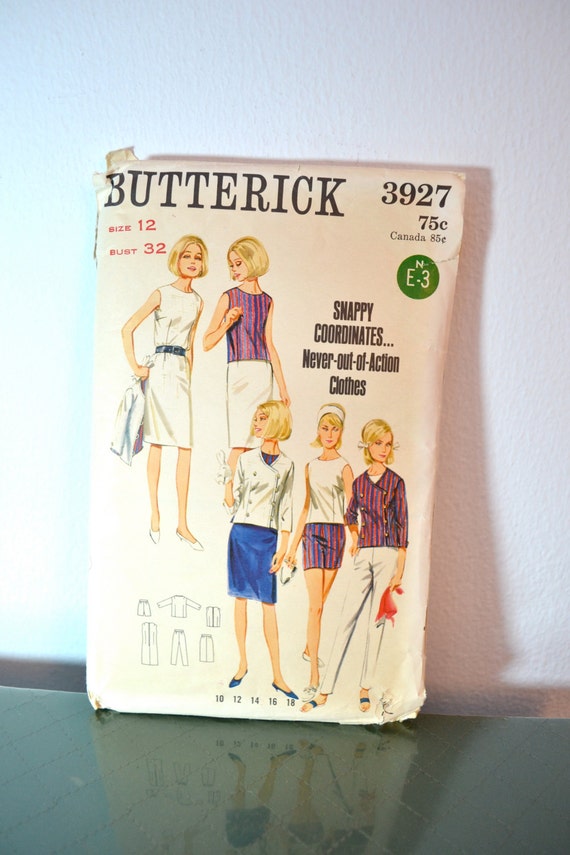 BUTTERICK
3927
75c
Canada 85¢
SIZE 12
BUST 32
N
E-3
SNAPPY
COORDINATES...
Never-out-of-Action
Clothes
10 12 14 16 18